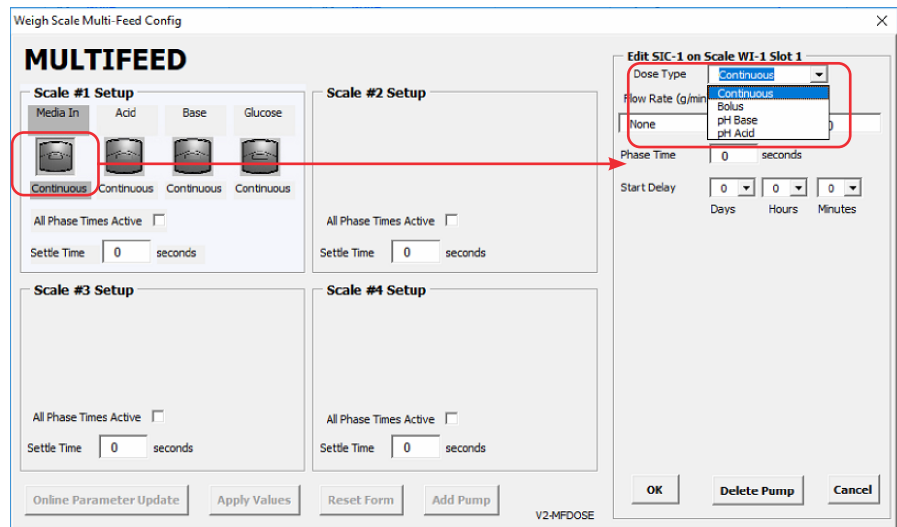 Weigh Scale Multi-Feed Config
MULTIFEED
Scale #1 Setup
Media In Acid Base Glucose
Continuous Continuous Continuous Continuous
All Phase Times Active
Settle Time 0 seconds
Scale #2 Setup
All Phase Times Active
Settle Time 0 seconds
Scale #3 Setup
All Phase Times Active
Settle Time 0 seconds
Scale #4 Setup
All Phase Times Active
Settle Time 0 seconds
Online Parameter Update Apply Values Reset Form Add Pump
V2-MFDOSE
Edit SIC-1 on Scale WI-1 Slot 1
Dose Type Continuous
Continuous
Bolus
pH Base
pH Acid
Flow Rate (g/min
None
Phase Time 0 seconds
Start Delay 0 0 0
Days Hours Minutes
OK Delete Pump Cancel